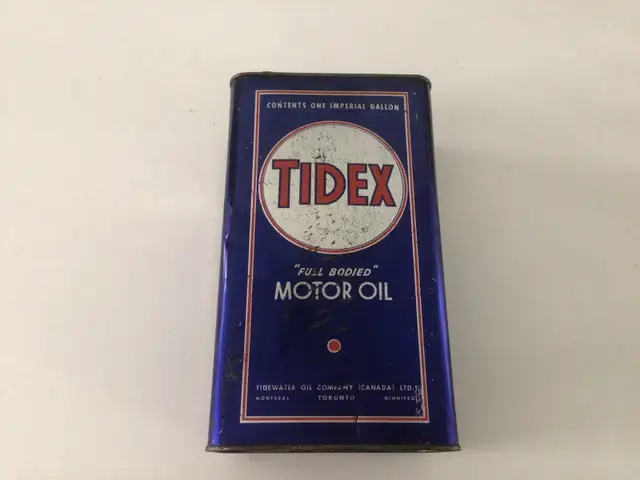 CONTENTS ONE IMPERIAL GALLON
TIDEX
"FULL BODIED"
MOTOR OIL
TIDEWATER OIL COMPANY (CANADA) LTD.
MONTREAL TORONTO WINNIPEG